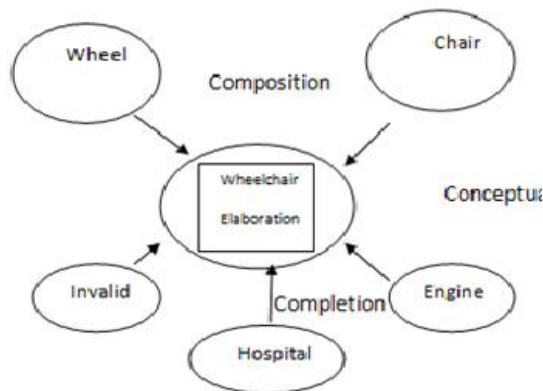 Wheel
Chair
Composition
Wheelchair
Conceptua
Elaboration
Invalid
Completion
Engine
Hospital